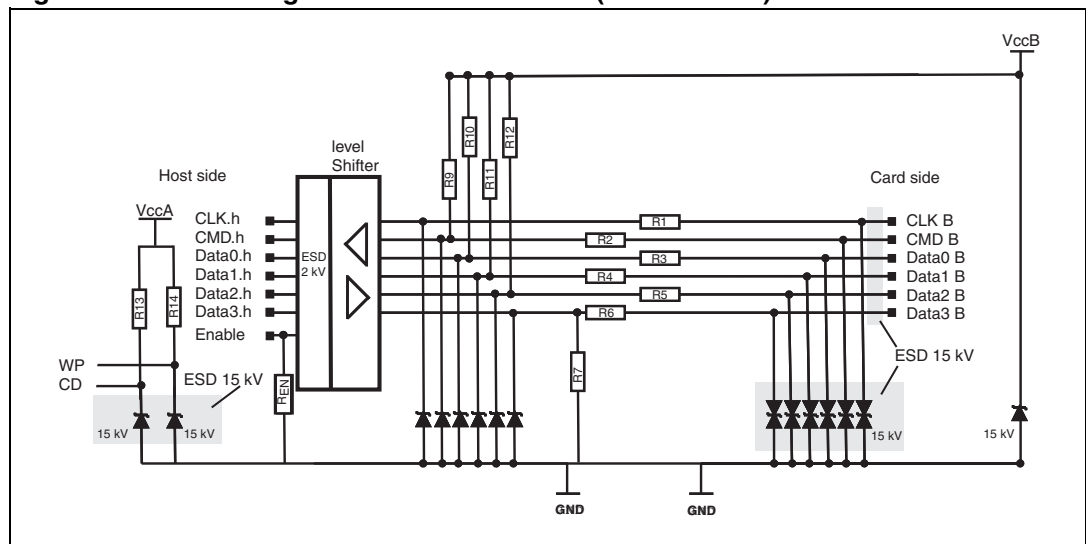 VccB
R10
R12
level
Shifter
R9
R11
Host side
Card side
VccA
CLK.h
R1
CLK B
CMD.h
R2
CMD B
Data0.h
ESD
2 kV
R3
Data0 B
Data1.h
R4
Data1 B
Data2.h
R5
Data2 B
R13
R14
Data3.h
R6
Data3 B
Enable
WP
CD
ESD 15 kV
REN
R7
ESD 15 kV
15 kV
15 kV
15 kV
15 kV
GND
GND